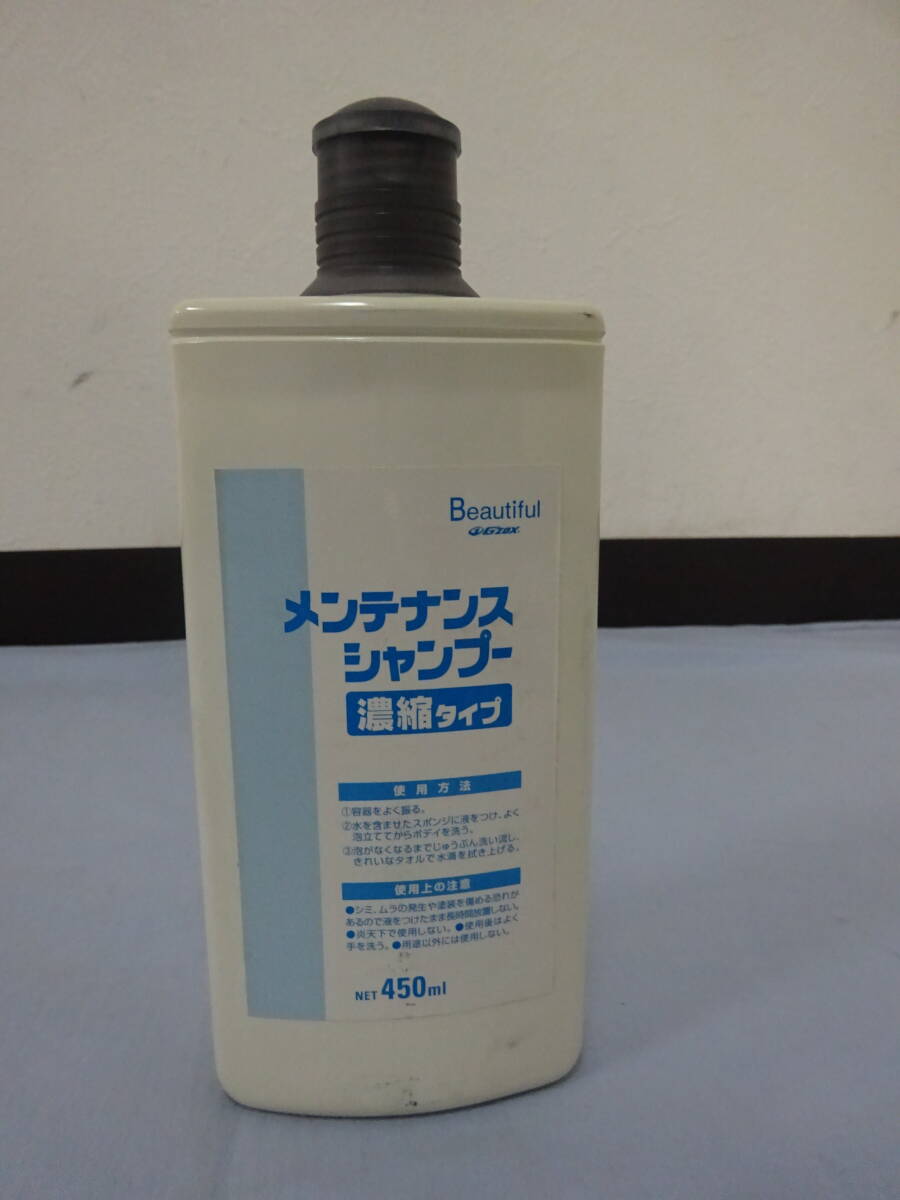 Beautiful
G'ZOX
メンテナンス
シャンプー
濃縮タイプ
使用方法
①容器をよく振る。
②水を含ませたスポンジに液をつけ、よく
泡立ててからボディを洗う。
③泡がなくなるまでじゅうぶん洗い流し、
きれいなタオルで水滴を拭き上げる。
使用上の注意
●シミ、ムラの発生や塗装を傷める恐れが
あるので液をつけたまま長時間放置しない。
●炎天下で使用しない。●使用後はよく
手を洗う。●用途以外には使用しない。
NET 450ml